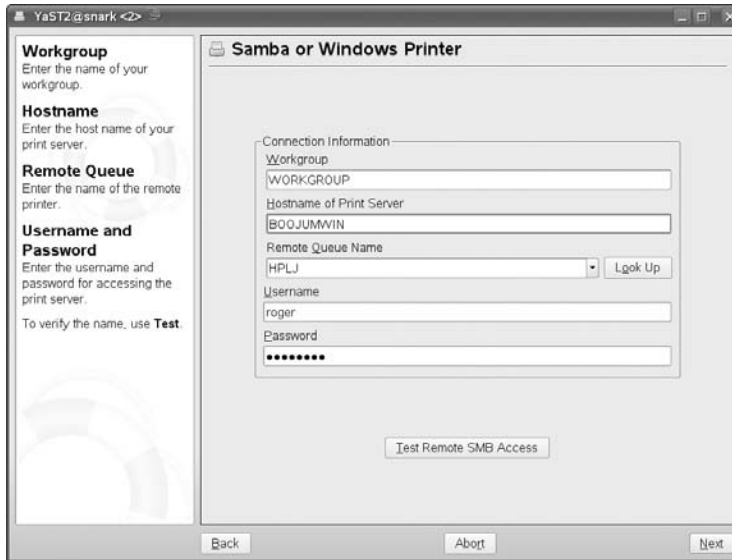 YaST2@snark <2>
Workgroup
Enter the name of your
workgroup.
Hostname
Enter the host name of your
print server.
Remote Queue
Enter the name of the remote
printer.
Username and
Password
Enter the username and
password for accessing the
print server.
To verify the name, use Test.
Samba or Windows Printer
Connection Information
Workgroup
WORKGROUP
Hostname of Print Server
BOOJUMWIN
Remote Queue Name
HPLJ
Look Up
Username
roger
Password
●●●●●●●●
Test Remote SMB Access
Back
Abort
Next